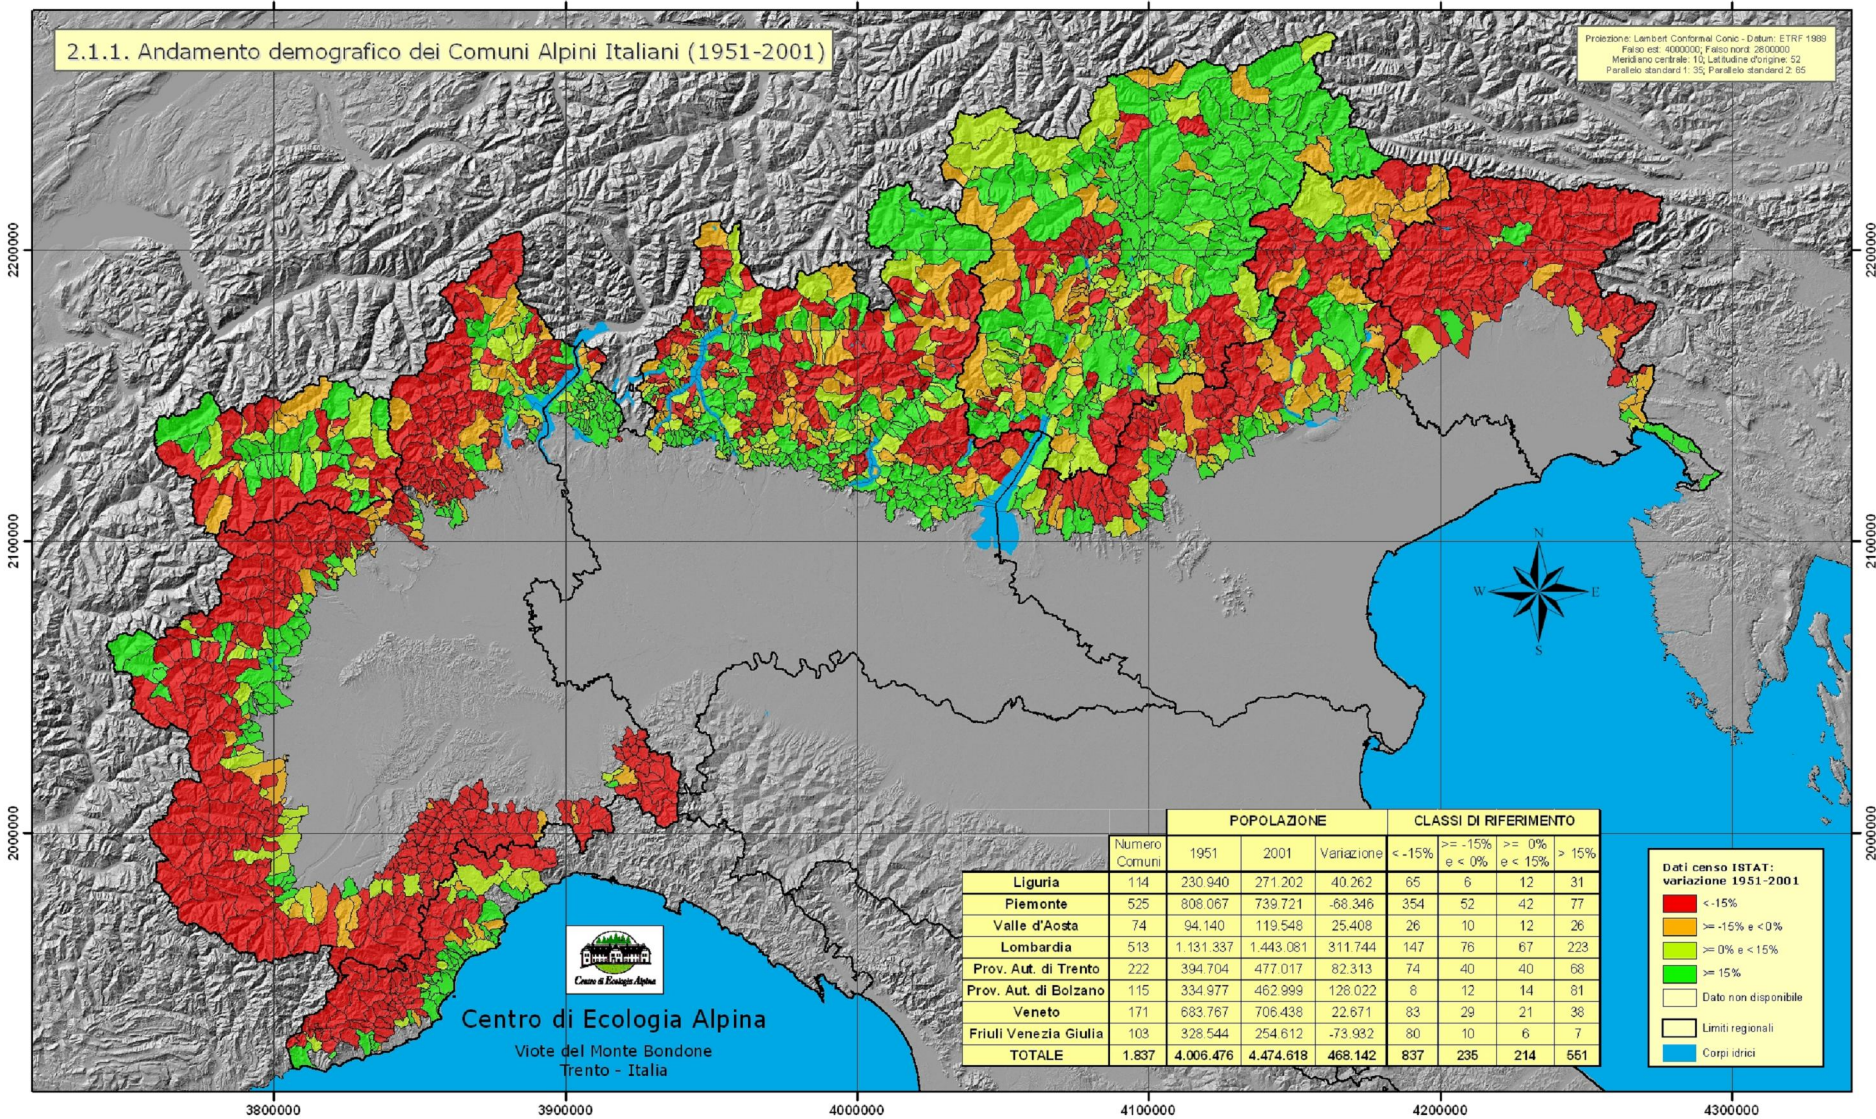 2.1.1. Andamento demografico dei Comuni Alpini Italiani (1951-2001)
Proiezione: Lambert Conformal Conic - Datum: ETRF 1989
Falso est: 4000000; Falso nord: 2800000
Meridiano centrale: 10; Latitudine d'origine: 52
Parallelo standard 1: 35; Parallelo standard 2: 65
2200000 2200000
2100000 2100000
2000000 2000000
N
W E
S
POPOLAZIONE CLASSI DI RIFERIMENTO
Numero Comuni 1951 2001 Variazione < -15% >= -15% e < 0% >= 0% e < 15% > 15%
Liguria 114 230.940 271.202 40.262 65 6 12 31
Piemonte 525 808.067 739.721 -68.346 354 52 42 77
Valle d'Aosta 74 94.140 119.548 25.408 26 10 12 26
Lombardia 513 1.131.337 1.443.081 311.744 147 76 67 223
Prov. Aut. di Trento 222 394.704 477.017 82.313 74 40 40 68
Prov. Aut. di Bolzano 115 334.977 462.999 128.022 8 12 14 81
Veneto 171 683.767 706.438 22.671 83 29 21 38
Friuli Venezia Giulia 103 328.544 254.612 -73.932 80 10 6 7
TOTALE 1.837 4.006.476 4.474.618 468.142 837 235 214 551
Dati censo ISTAT:
variazione 1951-2001
<-15%
>= -15% e <0%
>= 0% e < 15%
>= 15%
Dato non disponibile
Limiti regionali
Corpi idrici
Centro di Ecologia Alpina
Centro di Ecologia Alpina
Viote del Monte Bondone
Trento - Italia
3800000 3900000 4000000 4100000 4200000 4300000